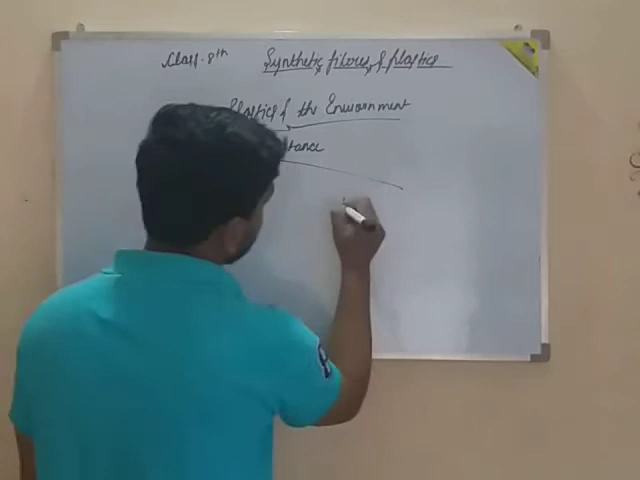 Class-8th Synthetic fibres & plastics
Plastics & the Environment